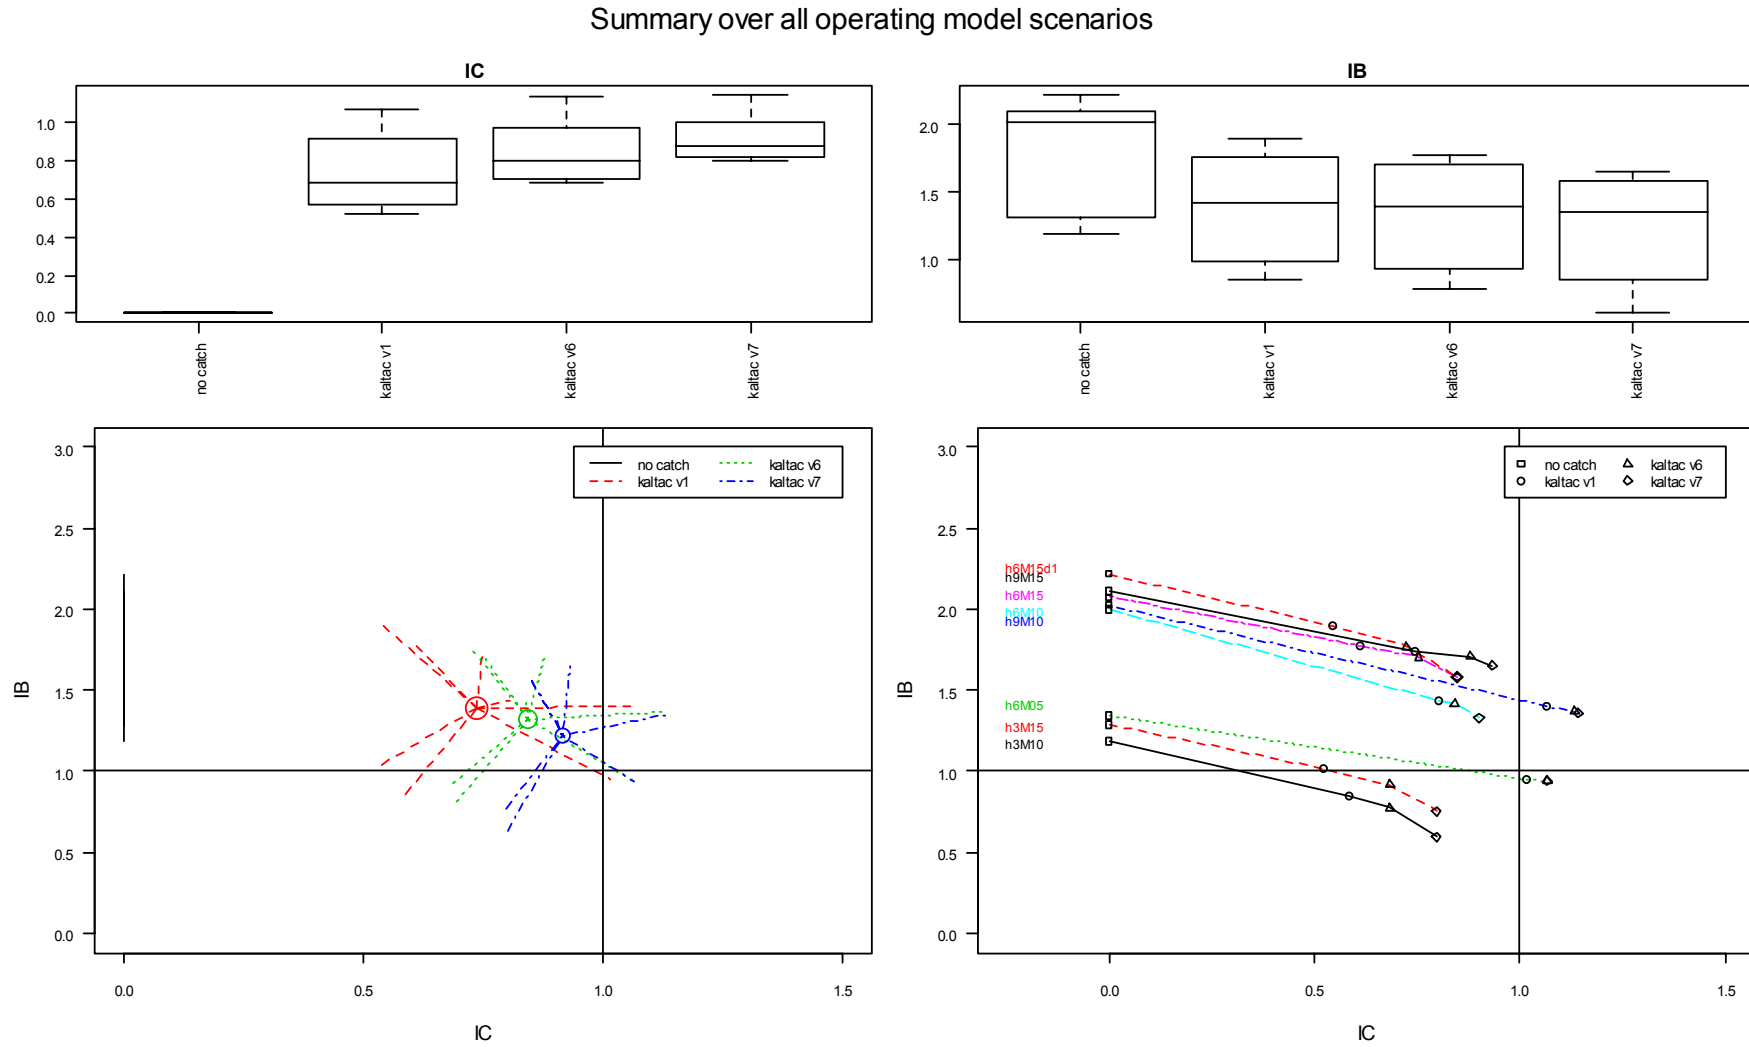 Summary over all operating model scenarios
IC
1.0
0.8
0.6
0.4
0.2
0.0
no catch
kaltac v1
kaltac v6
kaltac v7
IB
2.0
1.5
1.0
no catch
kaltac v1
kaltac v6
kaltac v7
IB
3.0
2.5
2.0
1.5
1.0
0.5
0.0
no catch kaltac v6
kaltac v1 kaltac v7
0.0 0.5 1.0 1.5
IC
IB
3.0
2.5
2.0
1.5
1.0
0.5
0.0
no catch kaltac v6
kaltac v1 kaltac v7
h6M15d1
h9M15
h6M15
h6M10
h9M10
h6M05
h3M15
h3M10
0.0 0.5 1.0 1.5
IC